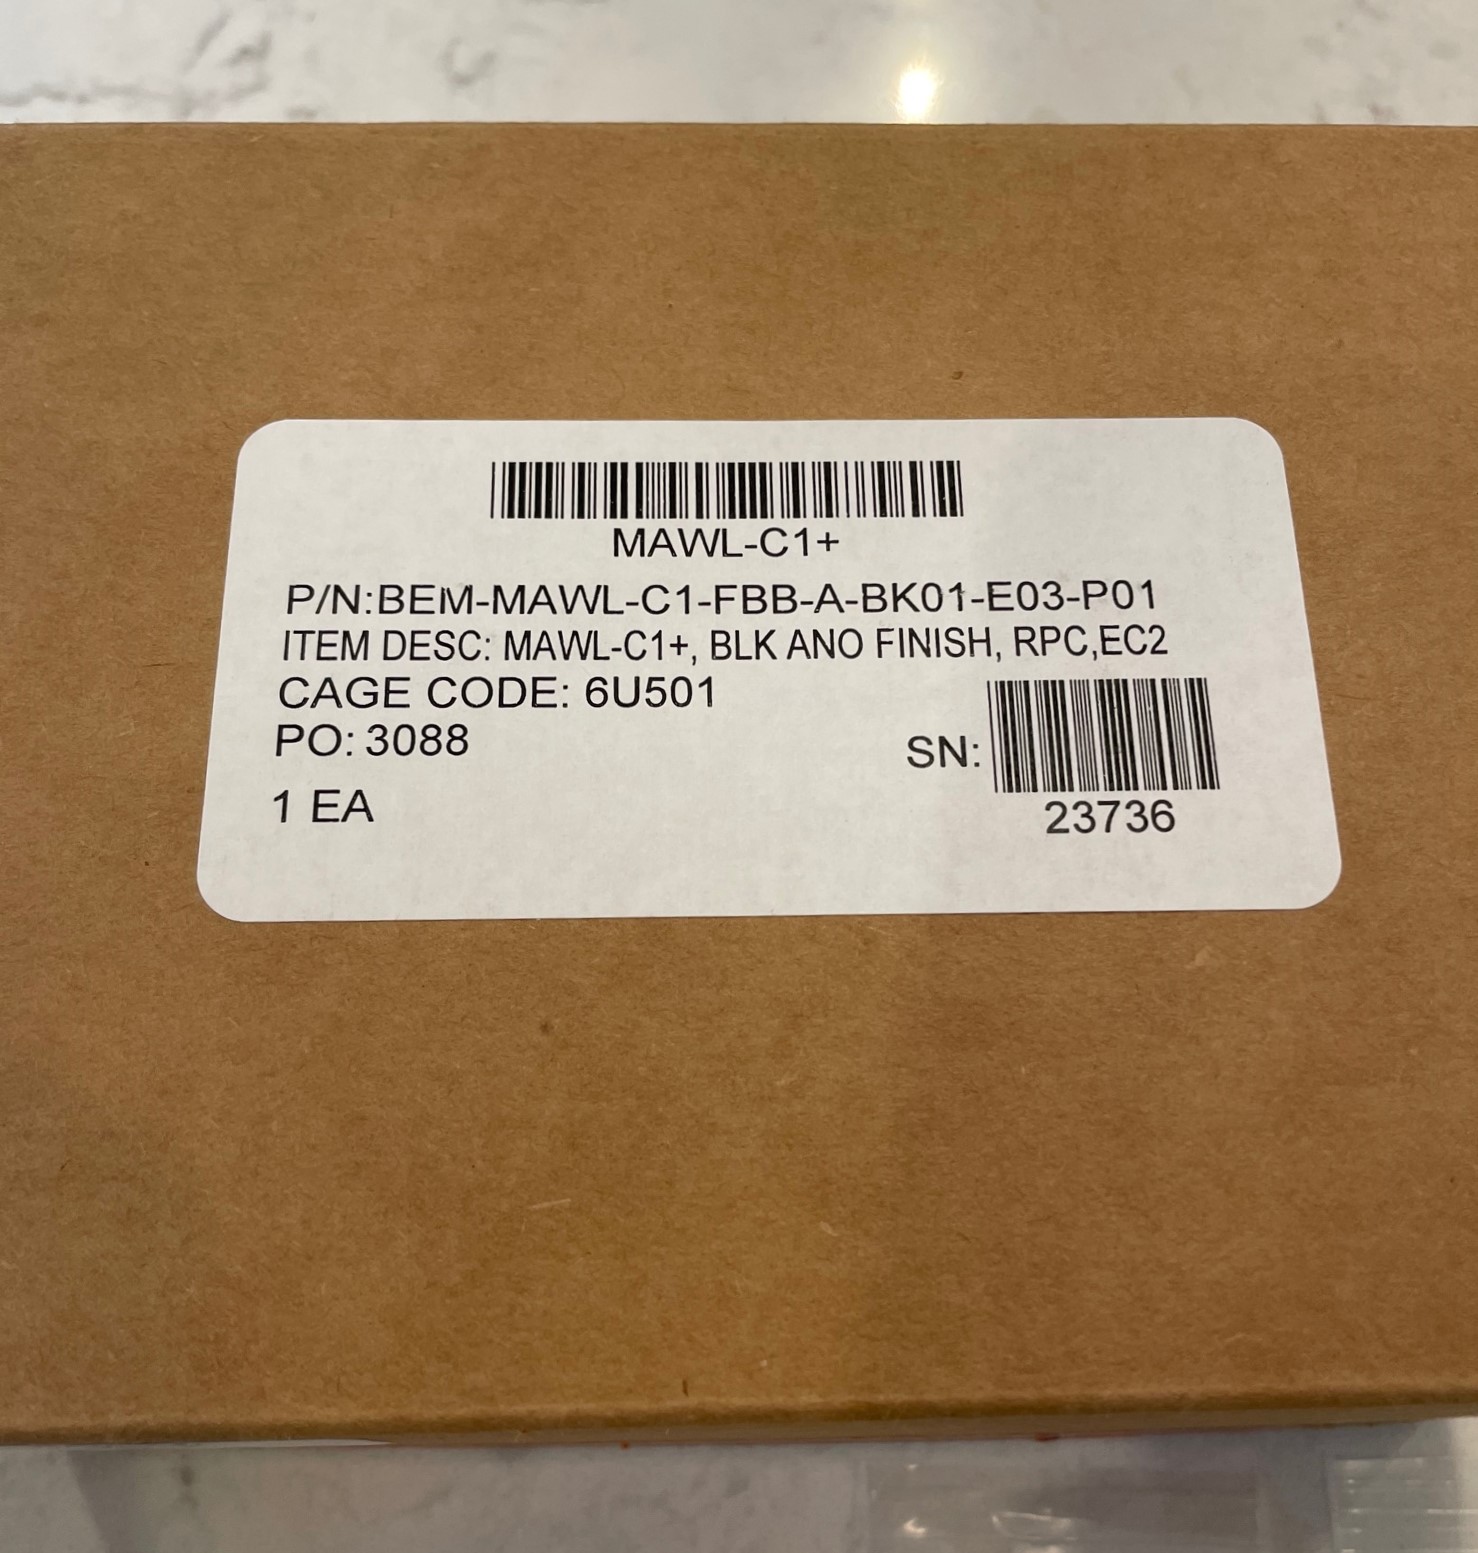 MAWL-C1+
P/N:BEM-MAWL-C1-FBB-A-BK01-E03-P01
ITEM DESC: MAWL-C1+, BLK ANO FINISH, RPC,EC2
CAGE CODE: 6U501
PO: 3088
SN:
1 EA
23736